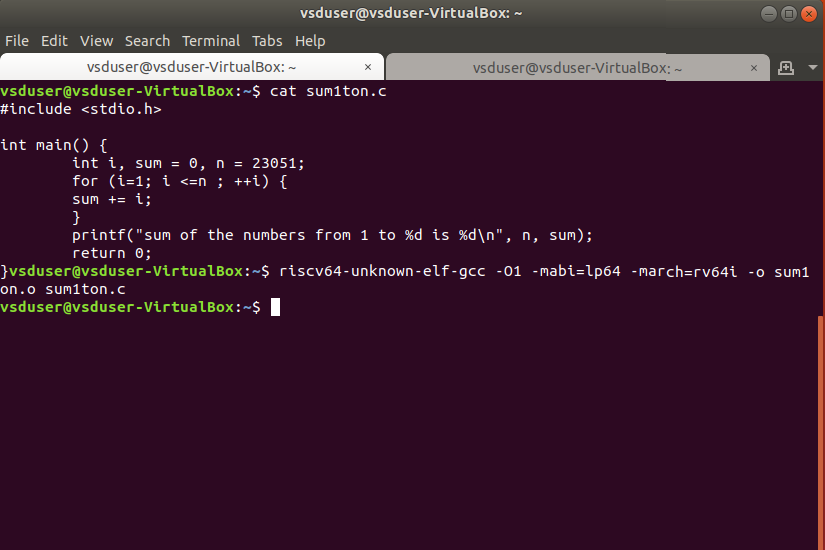 vsduser@vsduser-VirtualBox: ~
File Edit View Search Terminal Tabs Help
vsduser@vsduser-VirtualBox: ~ × vsduser@vsduser-VirtualBox: ~ ×
vsduser@vsduser-VirtualBox:~$ cat sum1ton.c
#include <stdio.h>

int main() {
        int i, sum = 0, n = 23051;
        for (i=1; i <=n ; ++i) {
        sum += i;
        }
        printf("sum of the numbers from 1 to %d is %d\n", n, sum);
        return 0;
}vsduser@vsduser-VirtualBox:~$ riscv64-unknown-elf-gcc -O1 -mabi=lp64 -march=rv64i -o sum1
on.o sum1ton.c
vsduser@vsduser-VirtualBox:~$